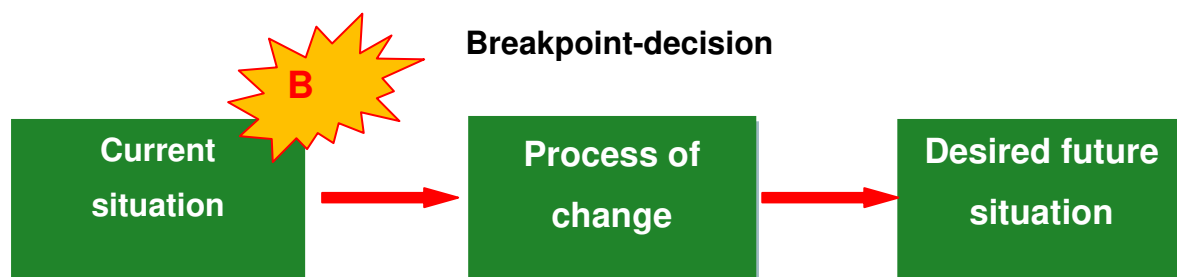 Breakpoint-decision
B
Current
situation
Process of
change
Desired future
situation